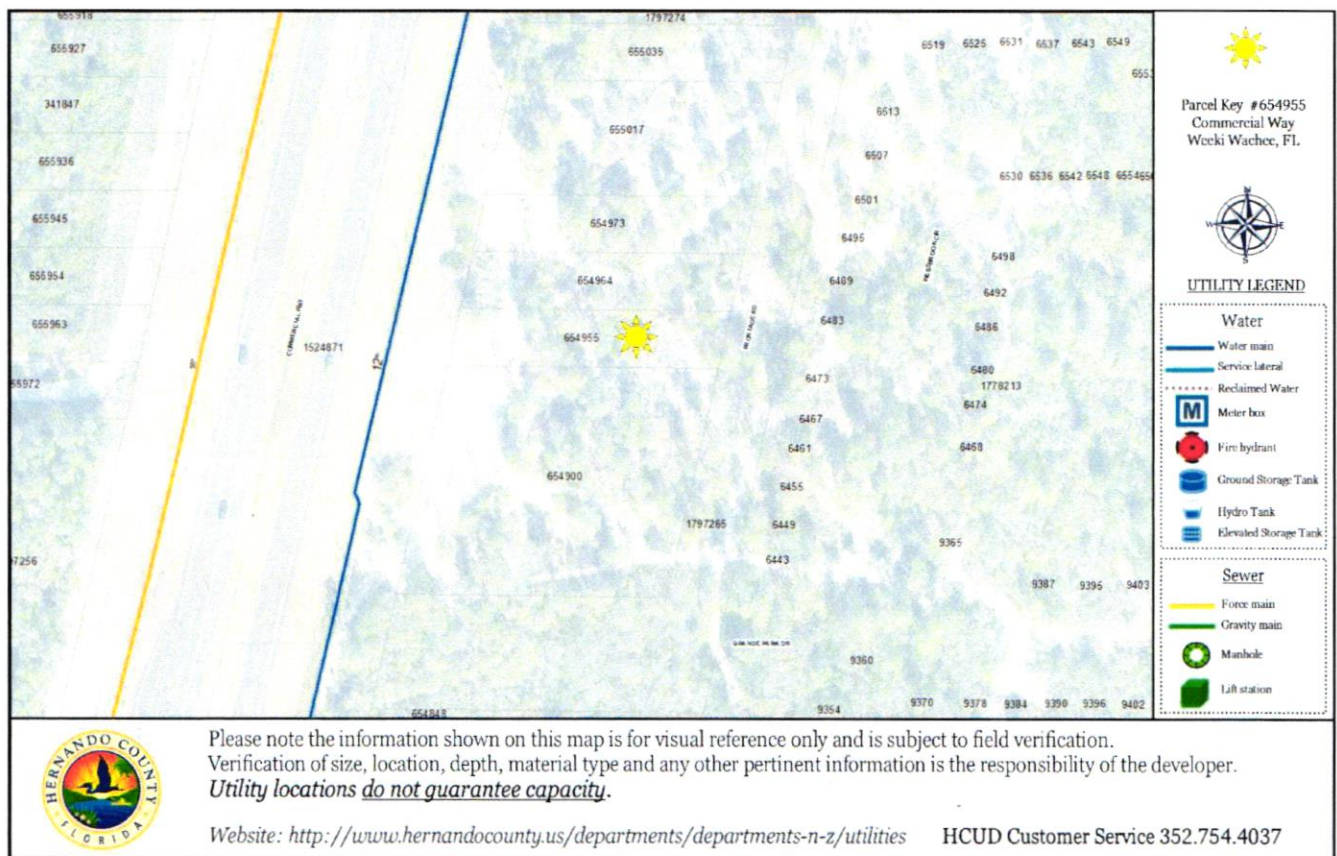 655918
1797274
655927
655035
6519 6525 6531 6537 6543 6549
341847
6513
655017
655936
6507
6530 6536 6542 6548 6554
6501
655945
654973
6495
6498
655954
654964
6489
6492
655963
6483
6486
654955
1524871
12"
6480
55972
6473
1778213
6474
6467
6461
6468
654900
6455
1797265
6449
9365
7256
6443
9387 9395 9403
9360
9370 9378 9384 9390 9396 9402
654848
9354
Parcel Key #654955
Commercial Way
Weeki Wachee, FL
N
W E
S
UTILITY LEGEND
Water
Water main
Service lateral
Reclaimed Water
M Meter box
Fire hydrant
Ground Storage Tank
Hydro Tank
Elevated Storage Tank
Sewer
Force main
Gravity main
Manhole
Lift station
HERNANDO COUNTY
FLORIDA
Please note the information shown on this map is for visual reference only and is subject to field verification.
Verification of size, location, depth, material type and any other pertinent information is the responsibility of the developer.
Utility locations do not guarantee capacity.
Website: http://www.hernandocounty.us/departments/departments-n-z/utilities HCUD Customer Service 352.754.4037